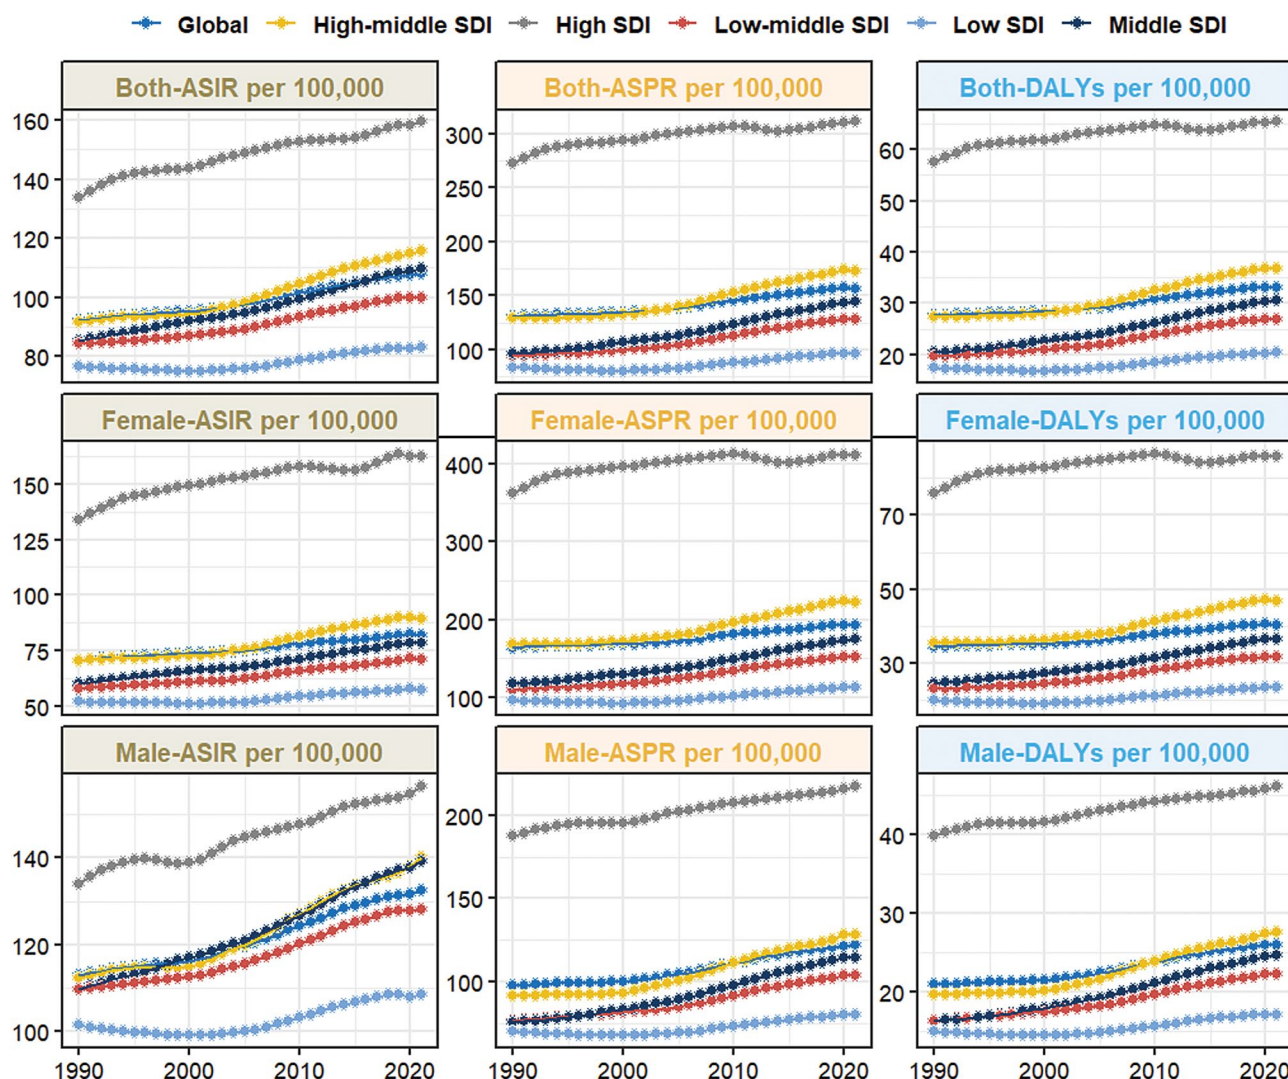 Global High-middle SDI High SDI Low-middle SDI Low SDI Middle SDI
Both-ASIR per 100,000
160
140
120
100
80
Both-ASPR per 100,000
300
250
200
150
100
Both-DALYs per 100,000
60
50
40
30
20
Female-ASIR per 100,000
150
125
100
75
50
Female-ASPR per 100,000
400
300
200
100
Female-DALYs per 100,000
70
50
30
Male-ASIR per 100,000
140
120
100
1990 2000 2010 2020
Male-ASPR per 100,000
200
150
100
1990 2000 2010 2020
Male-DALYs per 100,000
40
30
20
1990 2000 2010 2020